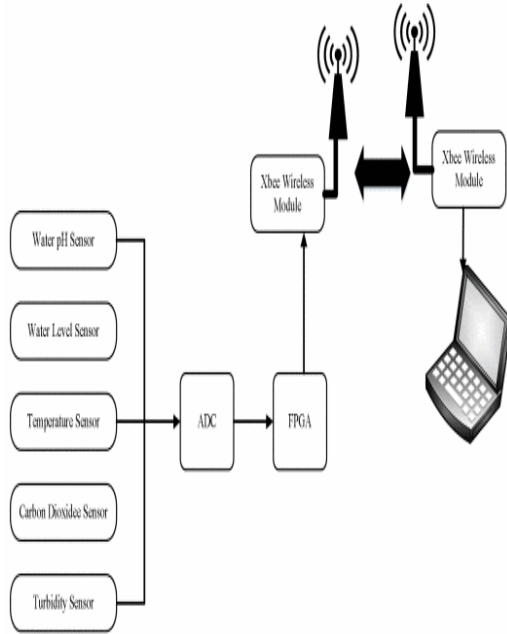 Xbee Wireless
Module
Xbee Wireless
Module
Water pH Sensor
Water Level Sensor
Temperature Sensor
ADC
FPGA
Carbon Dioxidee Sensor
Turbidity Sensor